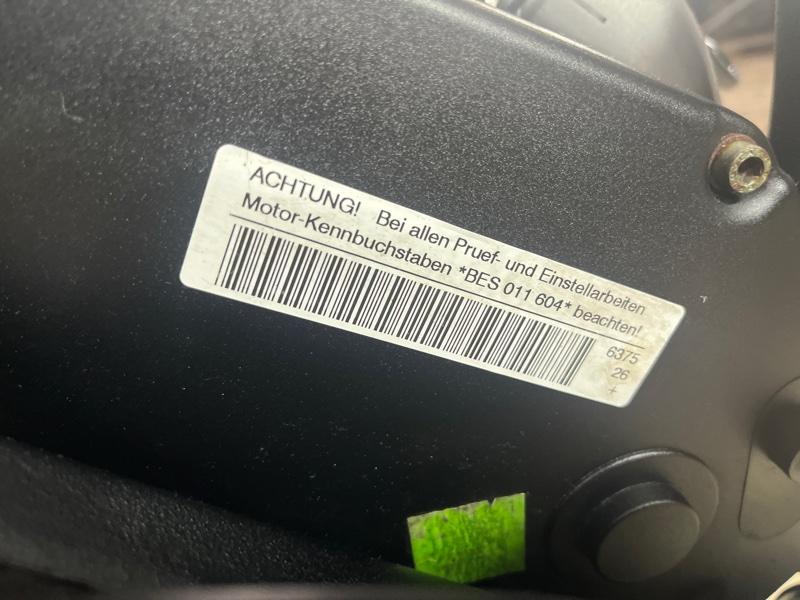 ACHTUNG! Bei allen Pruef- und Einstellarbeiten
Motor-Kennbuchstaben *BES 011 604* beachten!
6375
26
+